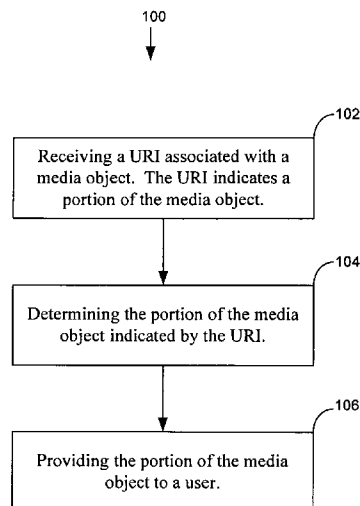 100
102
Receiving a URI associated with a
media object. The URI indicates a
portion of the media object.
104
Determining the portion of the media
object indicated by the URI.
106
Providing the portion of the media
object to a user.